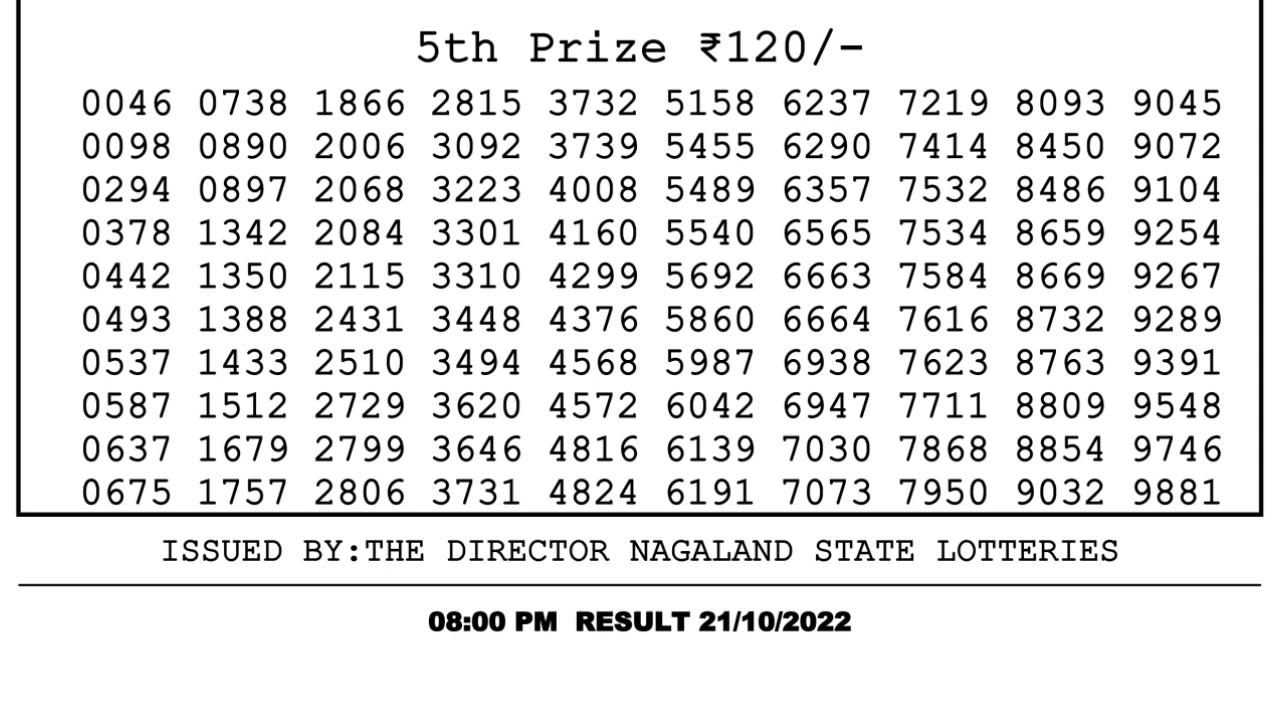 5th Prize ₹120/-
0046 0738 1866 2815 3732 5158 6237 7219 8093 9045
0098 0890 2006 3092 3739 5455 6290 7414 8450 9072
0294 0897 2068 3223 4008 5489 6357 7532 8486 9104
0378 1342 2084 3301 4160 5540 6565 7534 8659 9254
0442 1350 2115 3310 4299 5692 6663 7584 8669 9267
0493 1388 2431 3448 4376 5860 6664 7616 8732 9289
0537 1433 2510 3494 4568 5987 6938 7623 8763 9391
0587 1512 2729 3620 4572 6042 6947 7711 8809 9548
0637 1679 2799 3646 4816 6139 7030 7868 8854 9746
0675 1757 2806 3731 4824 6191 7073 7950 9032 9881
ISSUED BY:THE DIRECTOR NAGALAND STATE LOTTERIES
08:00 PM RESULT 21/10/2022